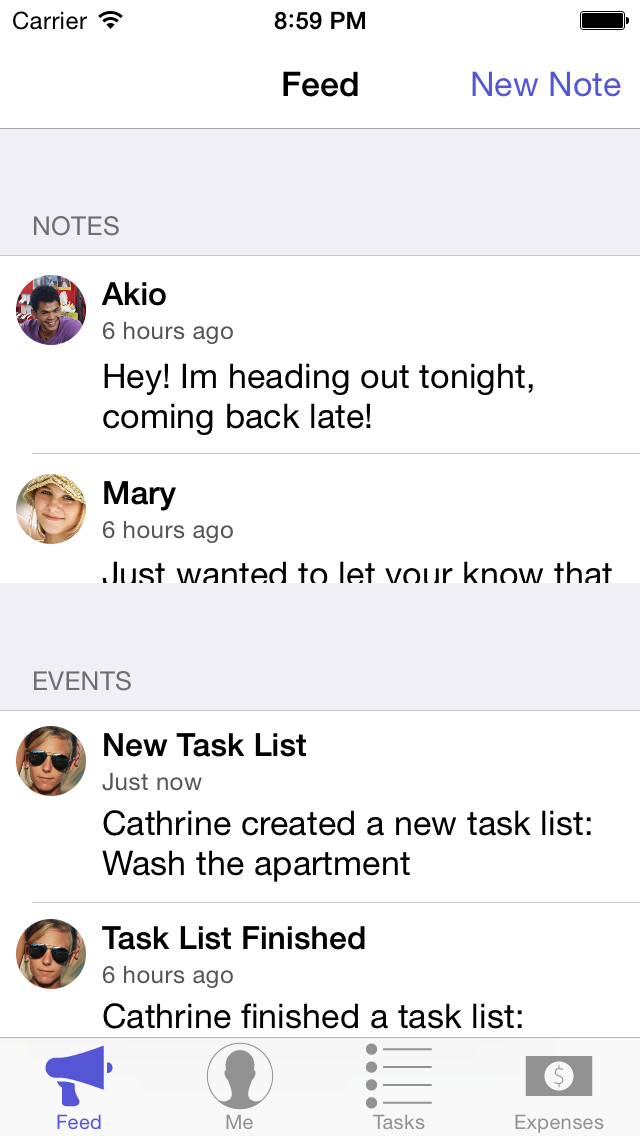 Carrier 8:59 PM
Feed New Note
NOTES
Akio
6 hours ago
Hey! Im heading out tonight,
coming back late!
Mary
6 hours ago
Just wanted to let your know that
EVENTS
New Task List
Just now
Cathrine created a new task list:
Wash the apartment
Task List Finished
6 hours ago
Cathrine finished a task list:
$
Feed Me Tasks Expenses